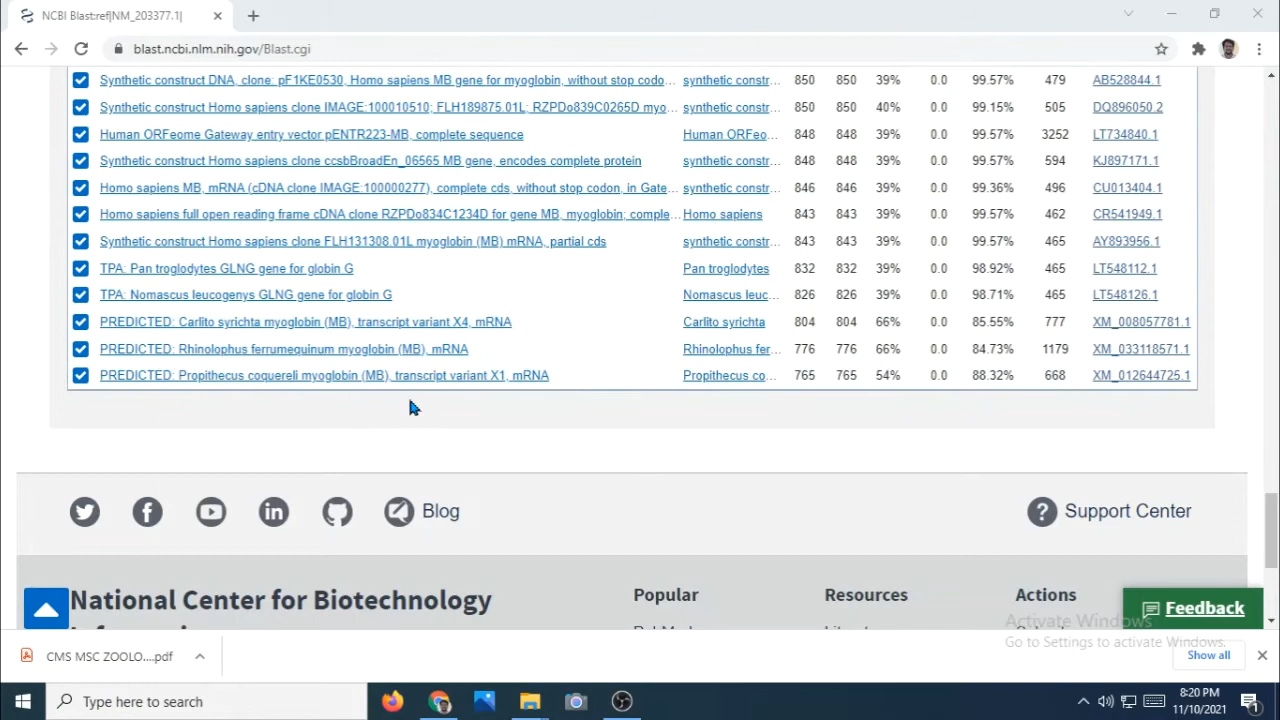 NCBI Blast:ref|NM_203377.1|
blast.ncbi.nlm.nih.gov/Blast.cgi
Synthetic construct DNA, clone: pF1KE0530, Homo sapiens MB gene for myoglobin, without stop codo... synthetic constr... 850 850 39% 0.0 99.57% 479 AB528844.1
Synthetic construct Homo sapiens clone IMAGE:100010510; FLH189875.01L; RZPDo839C0265D myo... synthetic constr... 850 850 40% 0.0 99.15% 505 DQ896050.2
Human ORFeome Gateway entry vector pENTR223-MB, complete sequence Human ORFeo... 848 848 39% 0.0 99.57% 3252 LT734840.1
Synthetic construct Homo sapiens clone ccsbBroadEn_06565 MB gene, encodes complete protein synthetic constr... 848 848 39% 0.0 99.57% 594 KJ897171.1
Homo sapiens MB, mRNA (cDNA clone IMAGE:100000277), complete cds, without stop codon, in Gate... synthetic constr... 846 846 39% 0.0 99.36% 496 CU013404.1
Homo sapiens full open reading frame cDNA clone RZPDo834C1234D for gene MB, myoglobin; comple... Homo sapiens 843 843 39% 0.0 99.57% 462 CR541949.1
Synthetic construct Homo sapiens clone FLH131308.01L myoglobin (MB) mRNA, partial cds synthetic constr... 843 843 39% 0.0 99.57% 465 AY893956.1
TPA: Pan troglodytes GLNG gene for globin G Pan troglodytes 832 832 39% 0.0 98.92% 465 LT548112.1
TPA: Nomascus leucogenys GLNG gene for globin G Nomascus leuc... 826 826 39% 0.0 98.71% 465 LT548126.1
PREDICTED: Carlito syrichta myoglobin (MB), transcript variant X4, mRNA Carlito syrichta 804 804 66% 0.0 85.55% 777 XM_008057781.1
PREDICTED: Rhinolophus ferrumequinum myoglobin (MB), mRNA Rhinolophus fer... 776 776 66% 0.0 84.73% 1179 XM_033118571.1
PREDICTED: Propithecus coquereli myoglobin (MB), transcript variant X1, mRNA Propithecus co... 765 765 54% 0.0 88.32% 668 XM_012644725.1
Blog Support Center
National Center for Biotechnology Popular Resources Actions
Feedback
Activate Windows
Go to Settings to activate Windows.
CMS MSC ZOOLO....pdf Show all
Type here to search
8:20 PM
11/10/2021